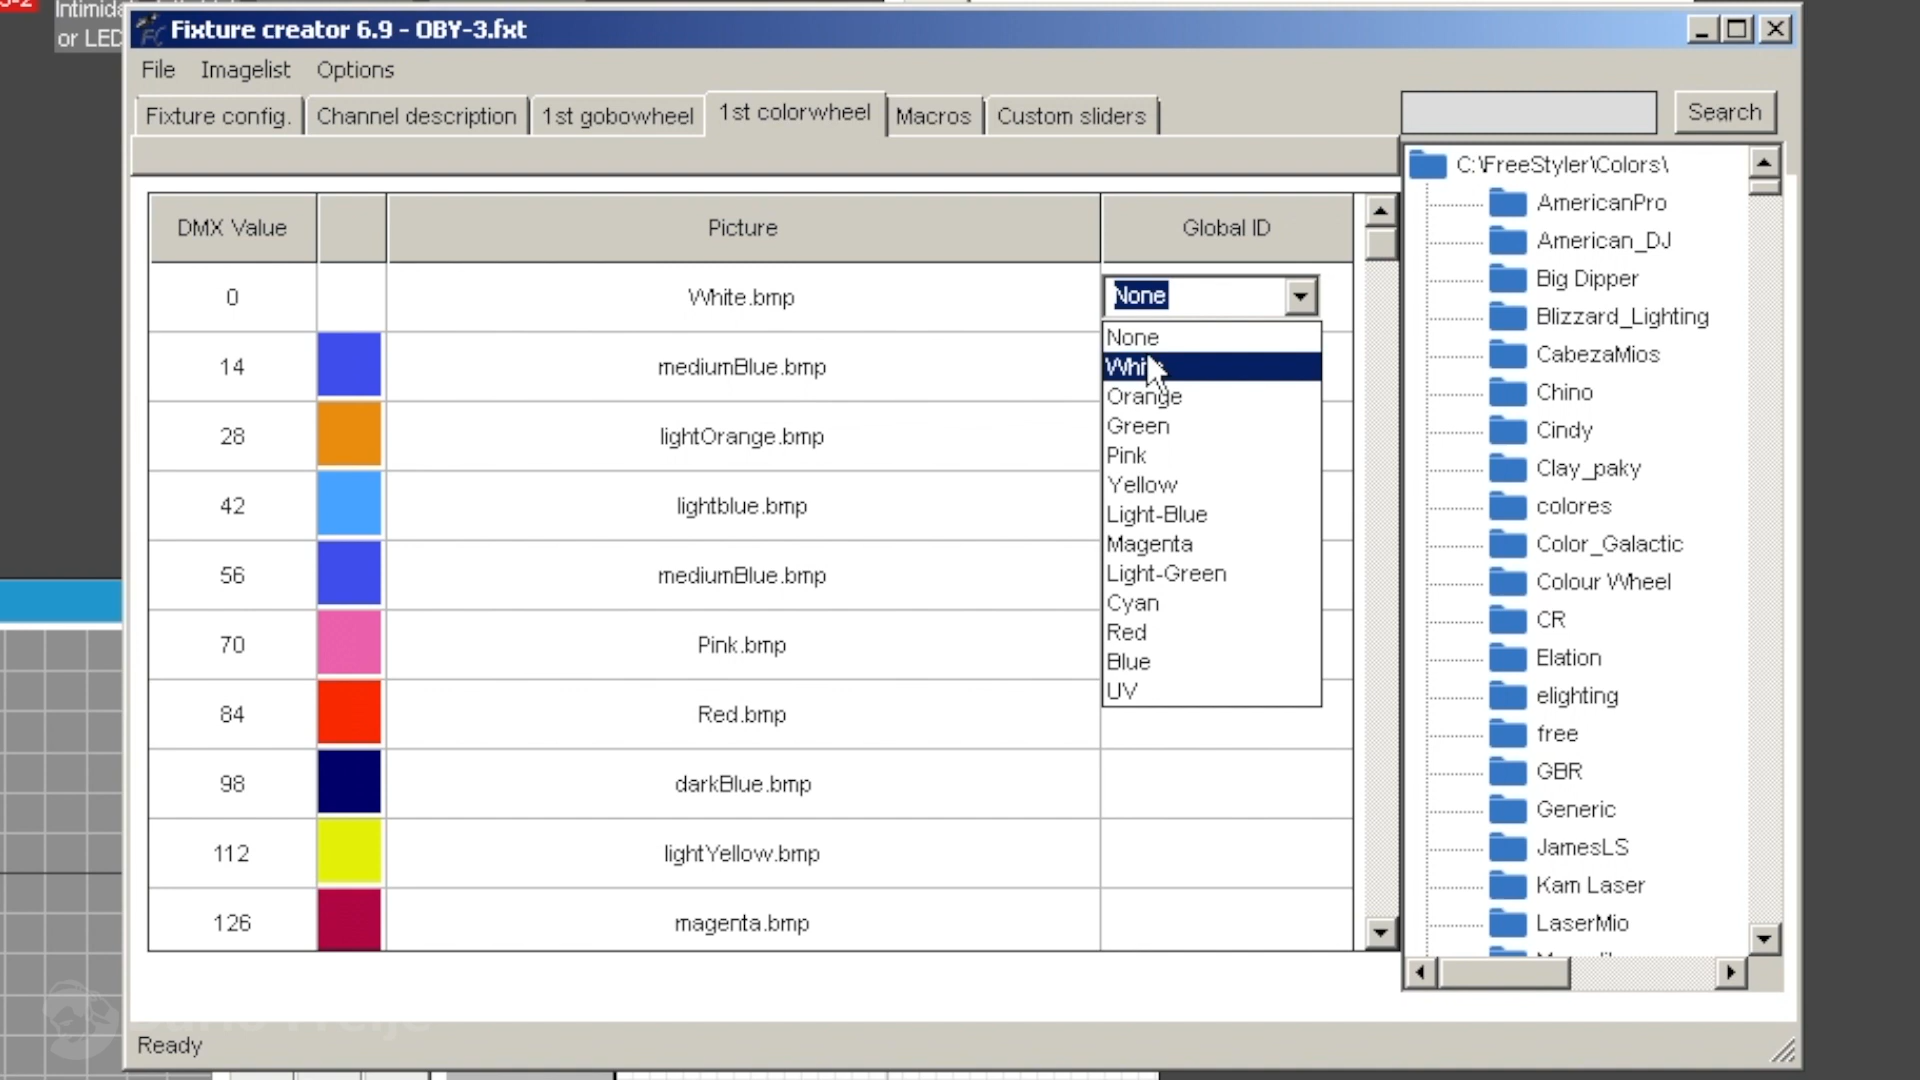 Intimida
or LED
Fixture creator 6.9 - OBY-3.fxt
File Imagelist Options
Fixture config. Channel description 1st gobowheel 1st colorwheel Macros Custom sliders
Search
DMX Value Picture Global ID
0 White.bmp None
14 mediumBlue.bmp
28 lightOrange.bmp
42 lightblue.bmp
56 mediumBlue.bmp
70 Pink.bmp
84 Red.bmp
98 darkBlue.bmp
112 lightYellow.bmp
126 magenta.bmp
None
White
Orange
Green
Pink
Yellow
Light-Blue
Magenta
Light-Green
Cyan
Red
Blue
UV
C:\FreeStyler\Colors\
AmericanPro
American_DJ
Big Dipper
Blizzard_Lighting
CabezaMios
Chino
Cindy
Clay_paky
colores
Color_Galactic
Colour Wheel
CR
Elation
elighting
free
GBR
Generic
JamesLS
Kam Laser
LaserMio
Ready